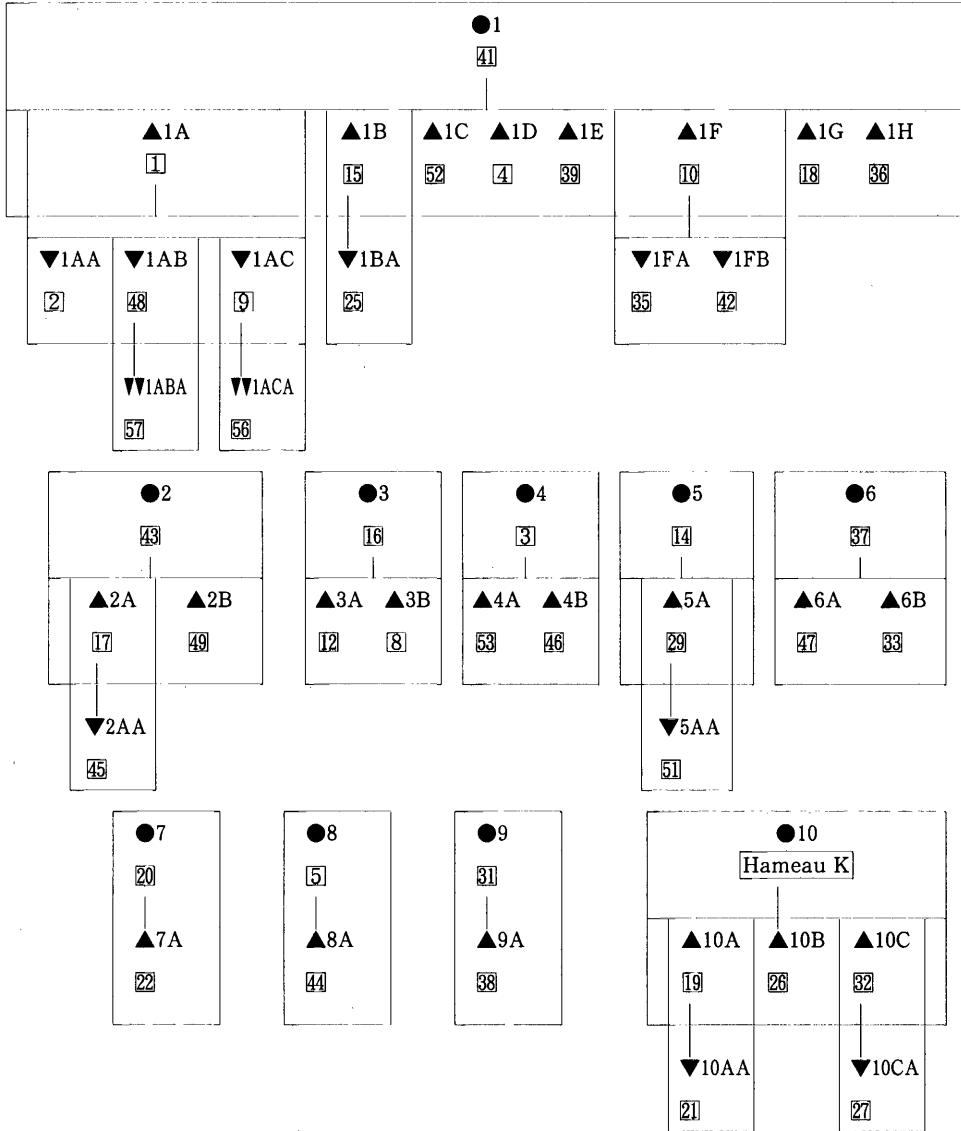 ●1
41
▲1A ▲1B ▲1C ▲1D ▲1E ▲1F ▲1G ▲1H
1 15 52 4 39 10 18 36
▼1AA ▼1AB ▼1AC ▼1BA ▼1FA ▼1FB
2 48 9 25 35 42
▼▼1ABA ▼▼1ACA
57 56
●2 ●3 ●4 ●5 ●6
43 16 3 14 37
▲2A ▲2B ▲3A ▲3B ▲4A ▲4B ▲5A ▲6A ▲6B
17 49 12 8 53 46 29 47 33
▼2AA ▼5AA
45 51
●7 ●8 ●9 ●10
20 5 31 Hameau K
▲7A ▲8A ▲9A ▲10A ▲10B ▲10C
22 44 38 19 26 32
▼10AA ▼10CA
21 27